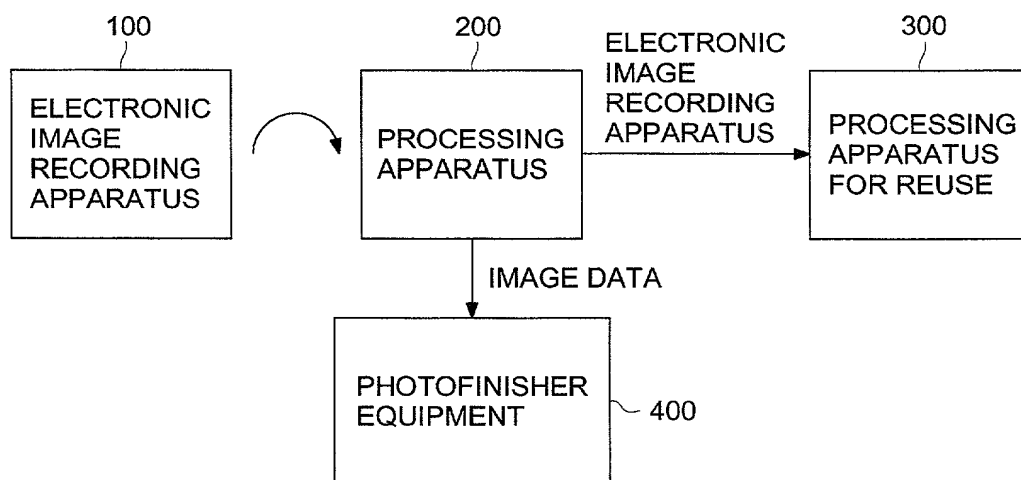 100
ELECTRONIC
IMAGE
RECORDING
APPARATUS
200
PROCESSING
APPARATUS
ELECTRONIC
IMAGE
RECORDING
APPARATUS
300
PROCESSING
APPARATUS
FOR REUSE
IMAGE DATA
PHOTOFINISHER
EQUIPMENT
400